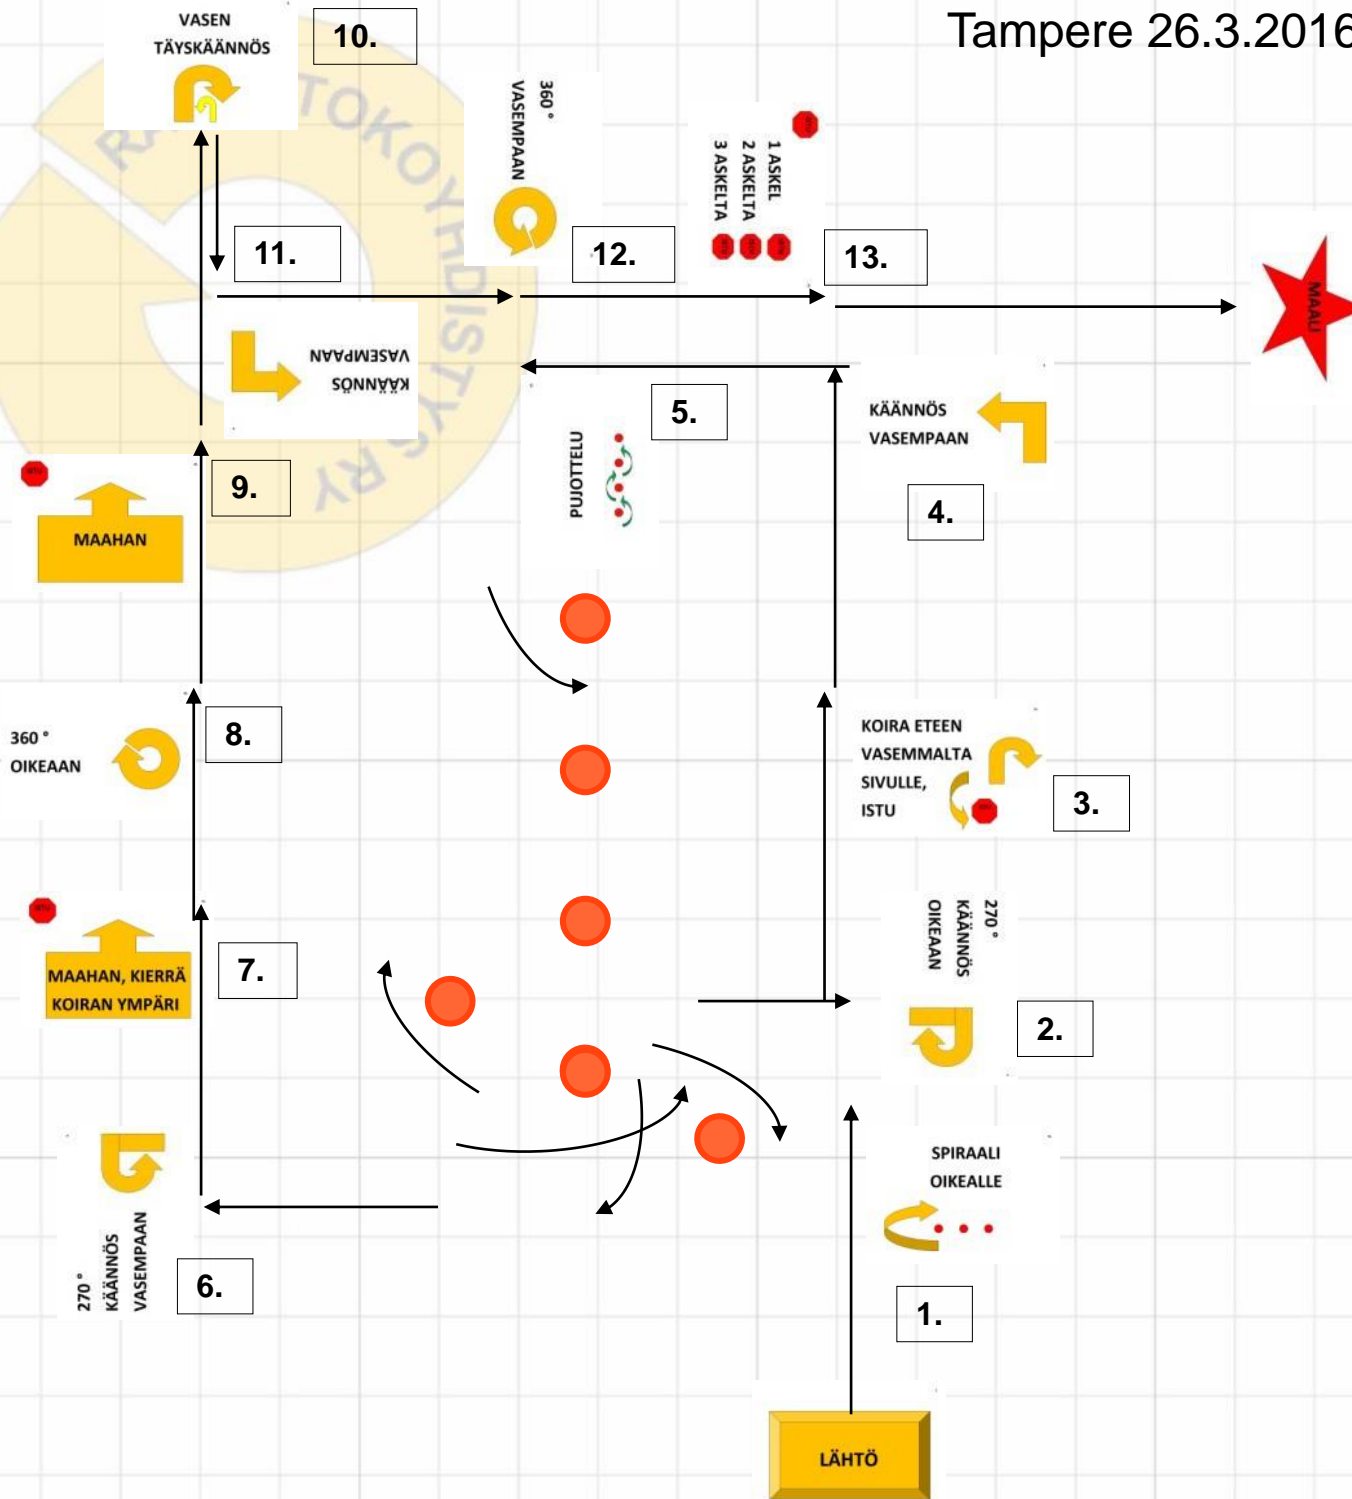 Tampere 26.3.2016
VASEN
TÄYSKÄÄNNÖS
10.
360 °
VASEMPAAN
1 ASKEL
2 ASKELTA
3 ASKELTA
11.
12.
13.
MAALI
KÄÄNNÖS
VASEMPAAN
5.
KÄÄNNÖS
VASEMPAAN
4.
PUJOTTELU
9.
MAAHAN
360 °
OIKEAAN
8.
KOIRA ETEEN
VASEMMALTA
SIVULLE,
ISTU
3.
270 °
KÄÄNNÖS
OIKEAAN
2.
MAAHAN, KIERRÄ
KOIRAN YMPÄRI
7.
270 °
KÄÄNNÖS
VASEMPAAN
6.
SPIRAALI
OIKEALLE
1.
LÄHTÖ